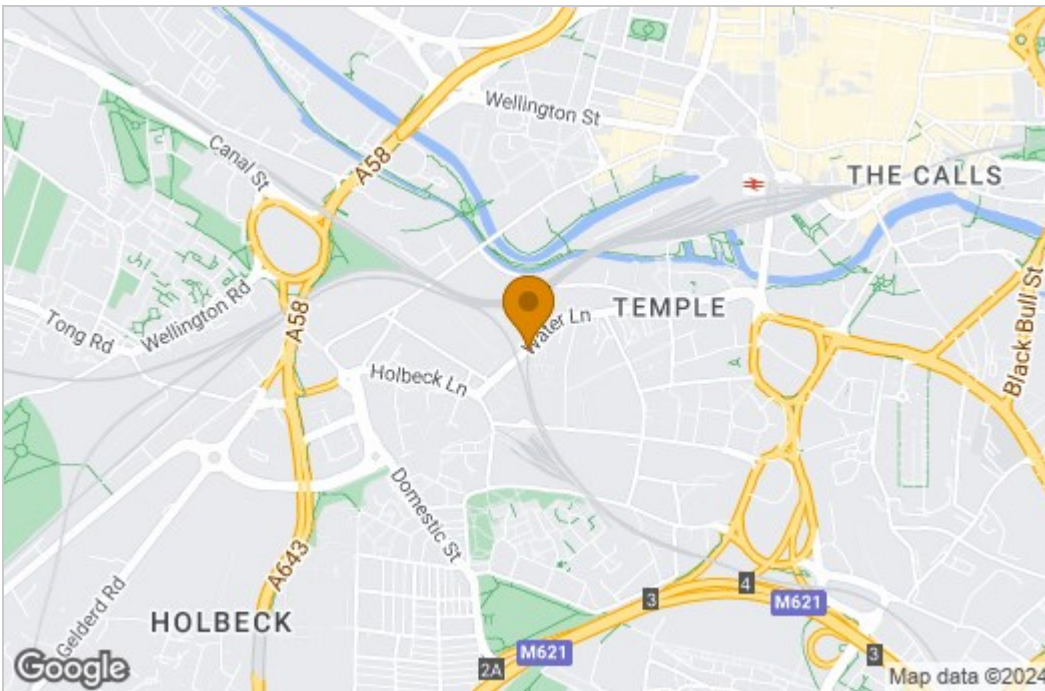 Wellington St
A58
Canal St
THE CALLS
Wellington Rd
A58
Water Ln
TEMPLE
Black Bull St
Tong Rd
Holbeck Ln
Domestic St
A643
Gelderd Rd
HOLBECK
3
4
M621
M621
2A
3
Google
Map data ©2024